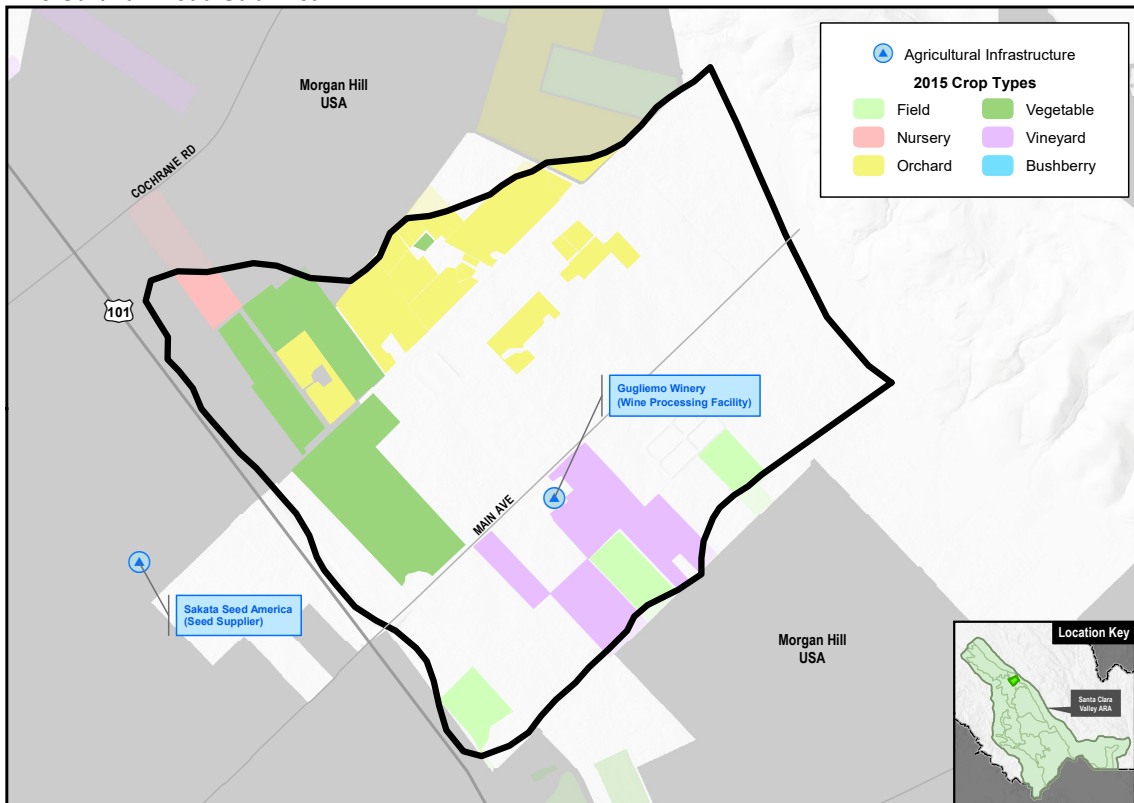 Morgan Hill
USA
COCHRANE RD
101
Agricultural Infrastructure
2015 Crop Types
Field
Vegetable
Nursery
Vineyard
Orchard
Bushberry
Gugliemo Winery
(Wine Processing Facility)
MAIN AVE
Sakata Seed America
(Seed Supplier)
Morgan Hill
USA
Location Key
Santa Clara
Valley ARA